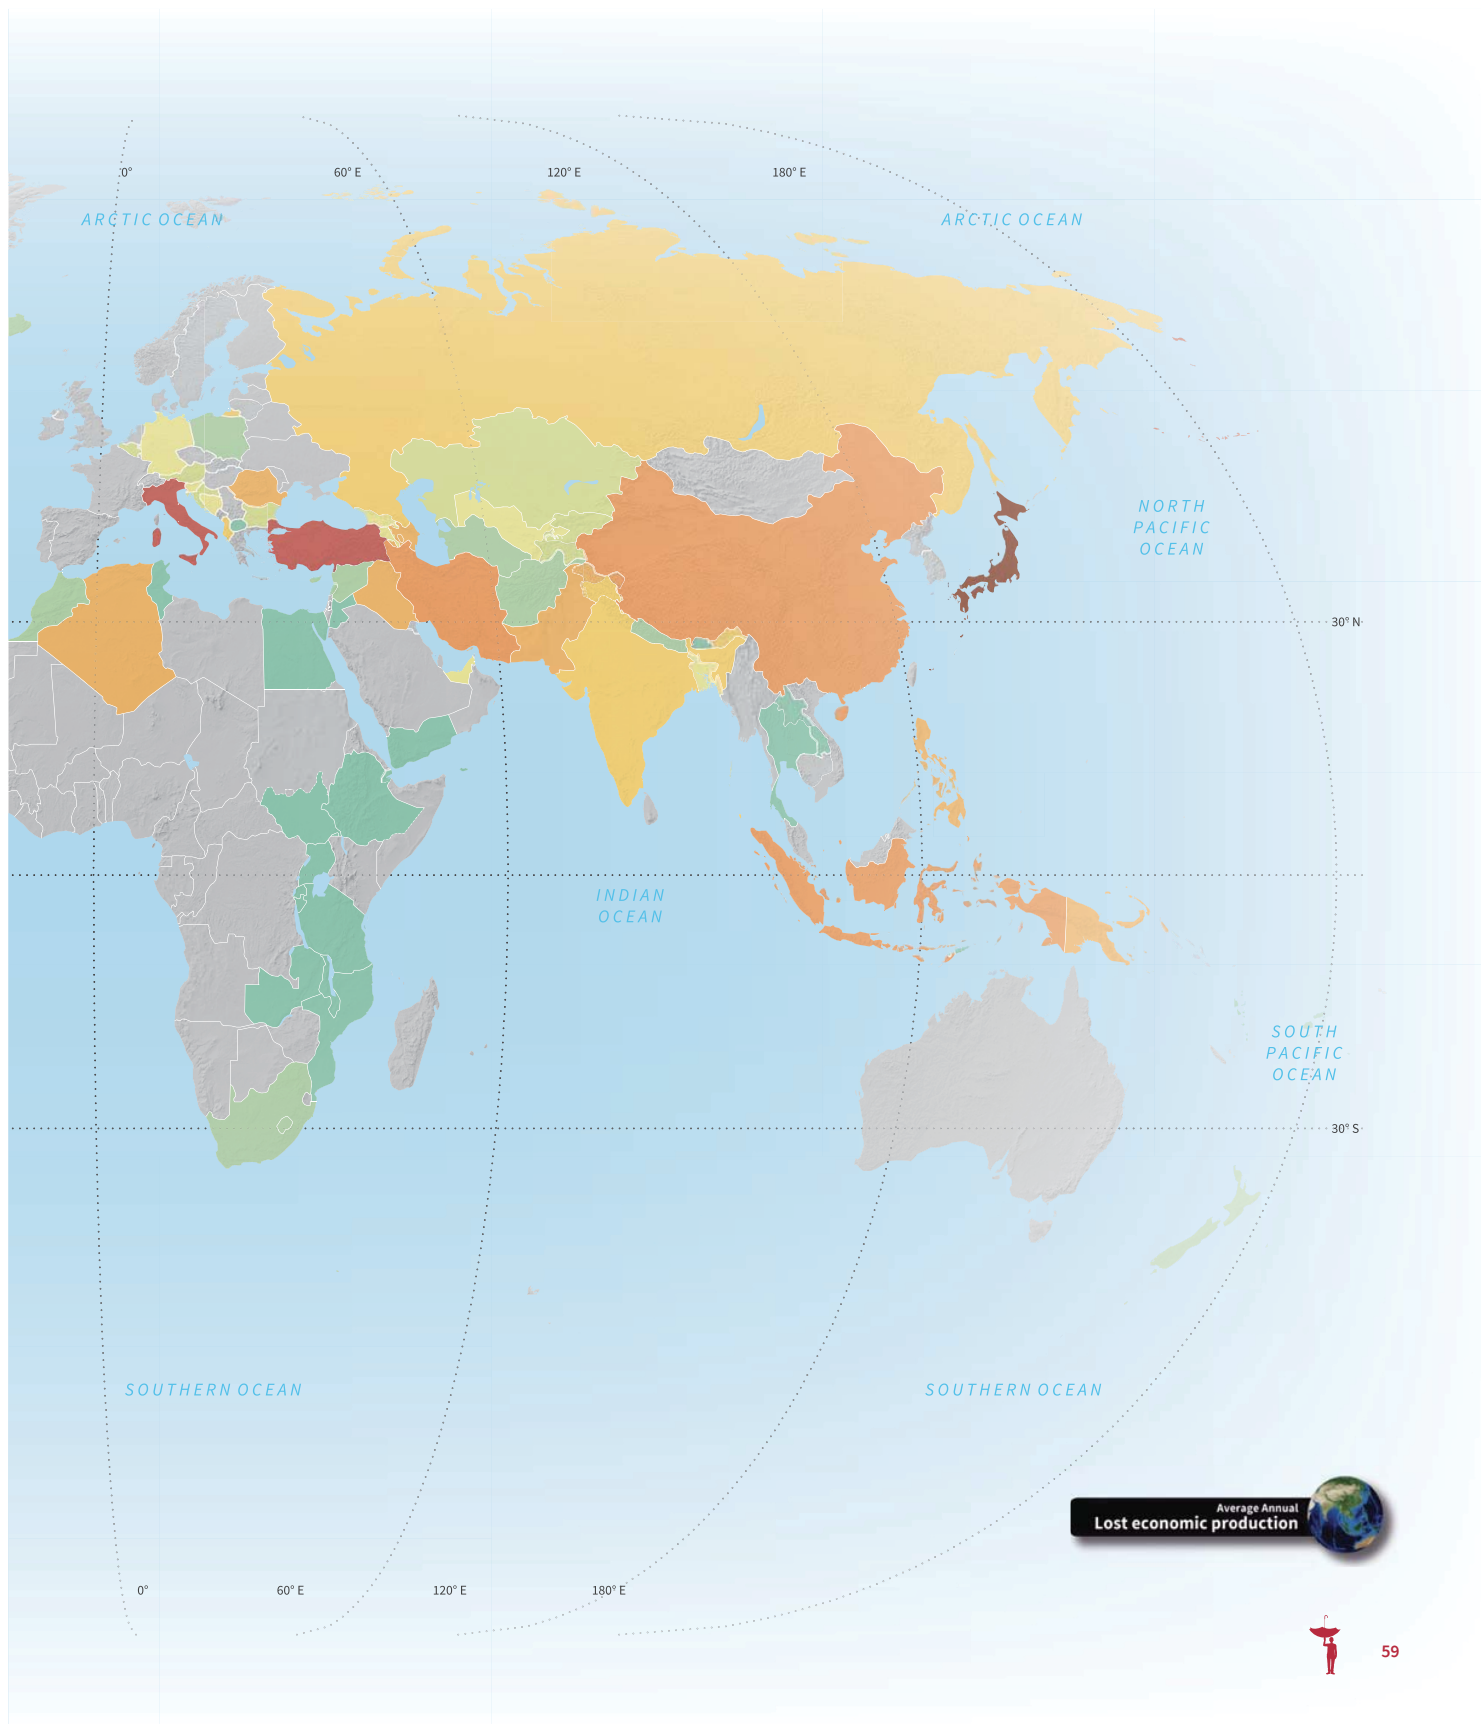 0°
60° E
120° E
180° E
ARCTIC OCEAN
ARCTIC OCEAN
NORTH
PACIFIC
OCEAN
30° N
INDIAN
OCEAN
SOUTH
PACIFIC
OCEAN
30° S
SOUTHERN OCEAN
SOUTHERN OCEAN
Average Annual
Lost economic production
0°
60° E
120° E
180° E
59